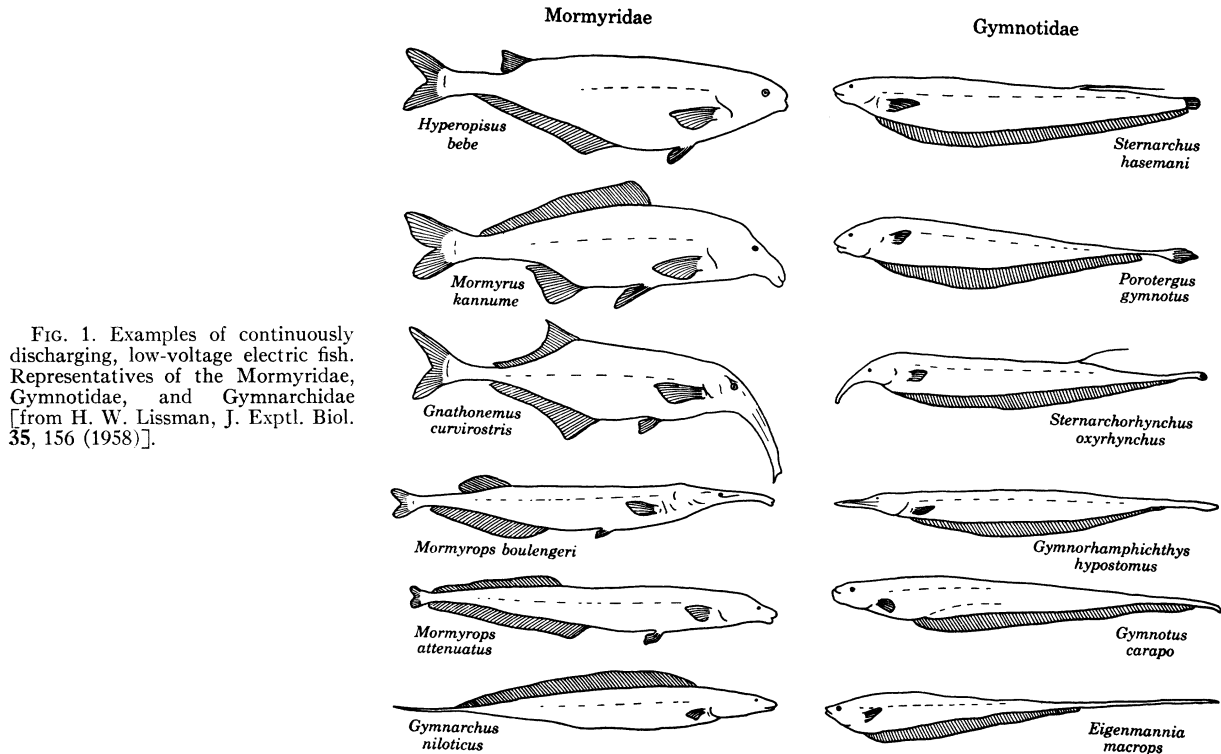 Mormyridae
Gymnotidae
Hyperopisus
bebe
Sternarchus
hasemani
Mormyrus
kannume
Porotergus
gymnotus
FIG. 1. Examples of continuously
discharging, low-voltage electric fish.
Representatives of the Mormyridae,
Gymnotidae, and Gymnarchidae
[from H. W. Lissman, J. Exptl. Biol.
35, 156 (1958)].
Gnathonemus
curvirostris
Sternarchorhynchus
oxyrhynchus
Mormyrops boulengeri
Gymnorhamphichthys
hypostomus
Mormyrops
attenuatus
Gymnotus
carapo
Gymnarchus
niloticus
Eigenmannia
macrops